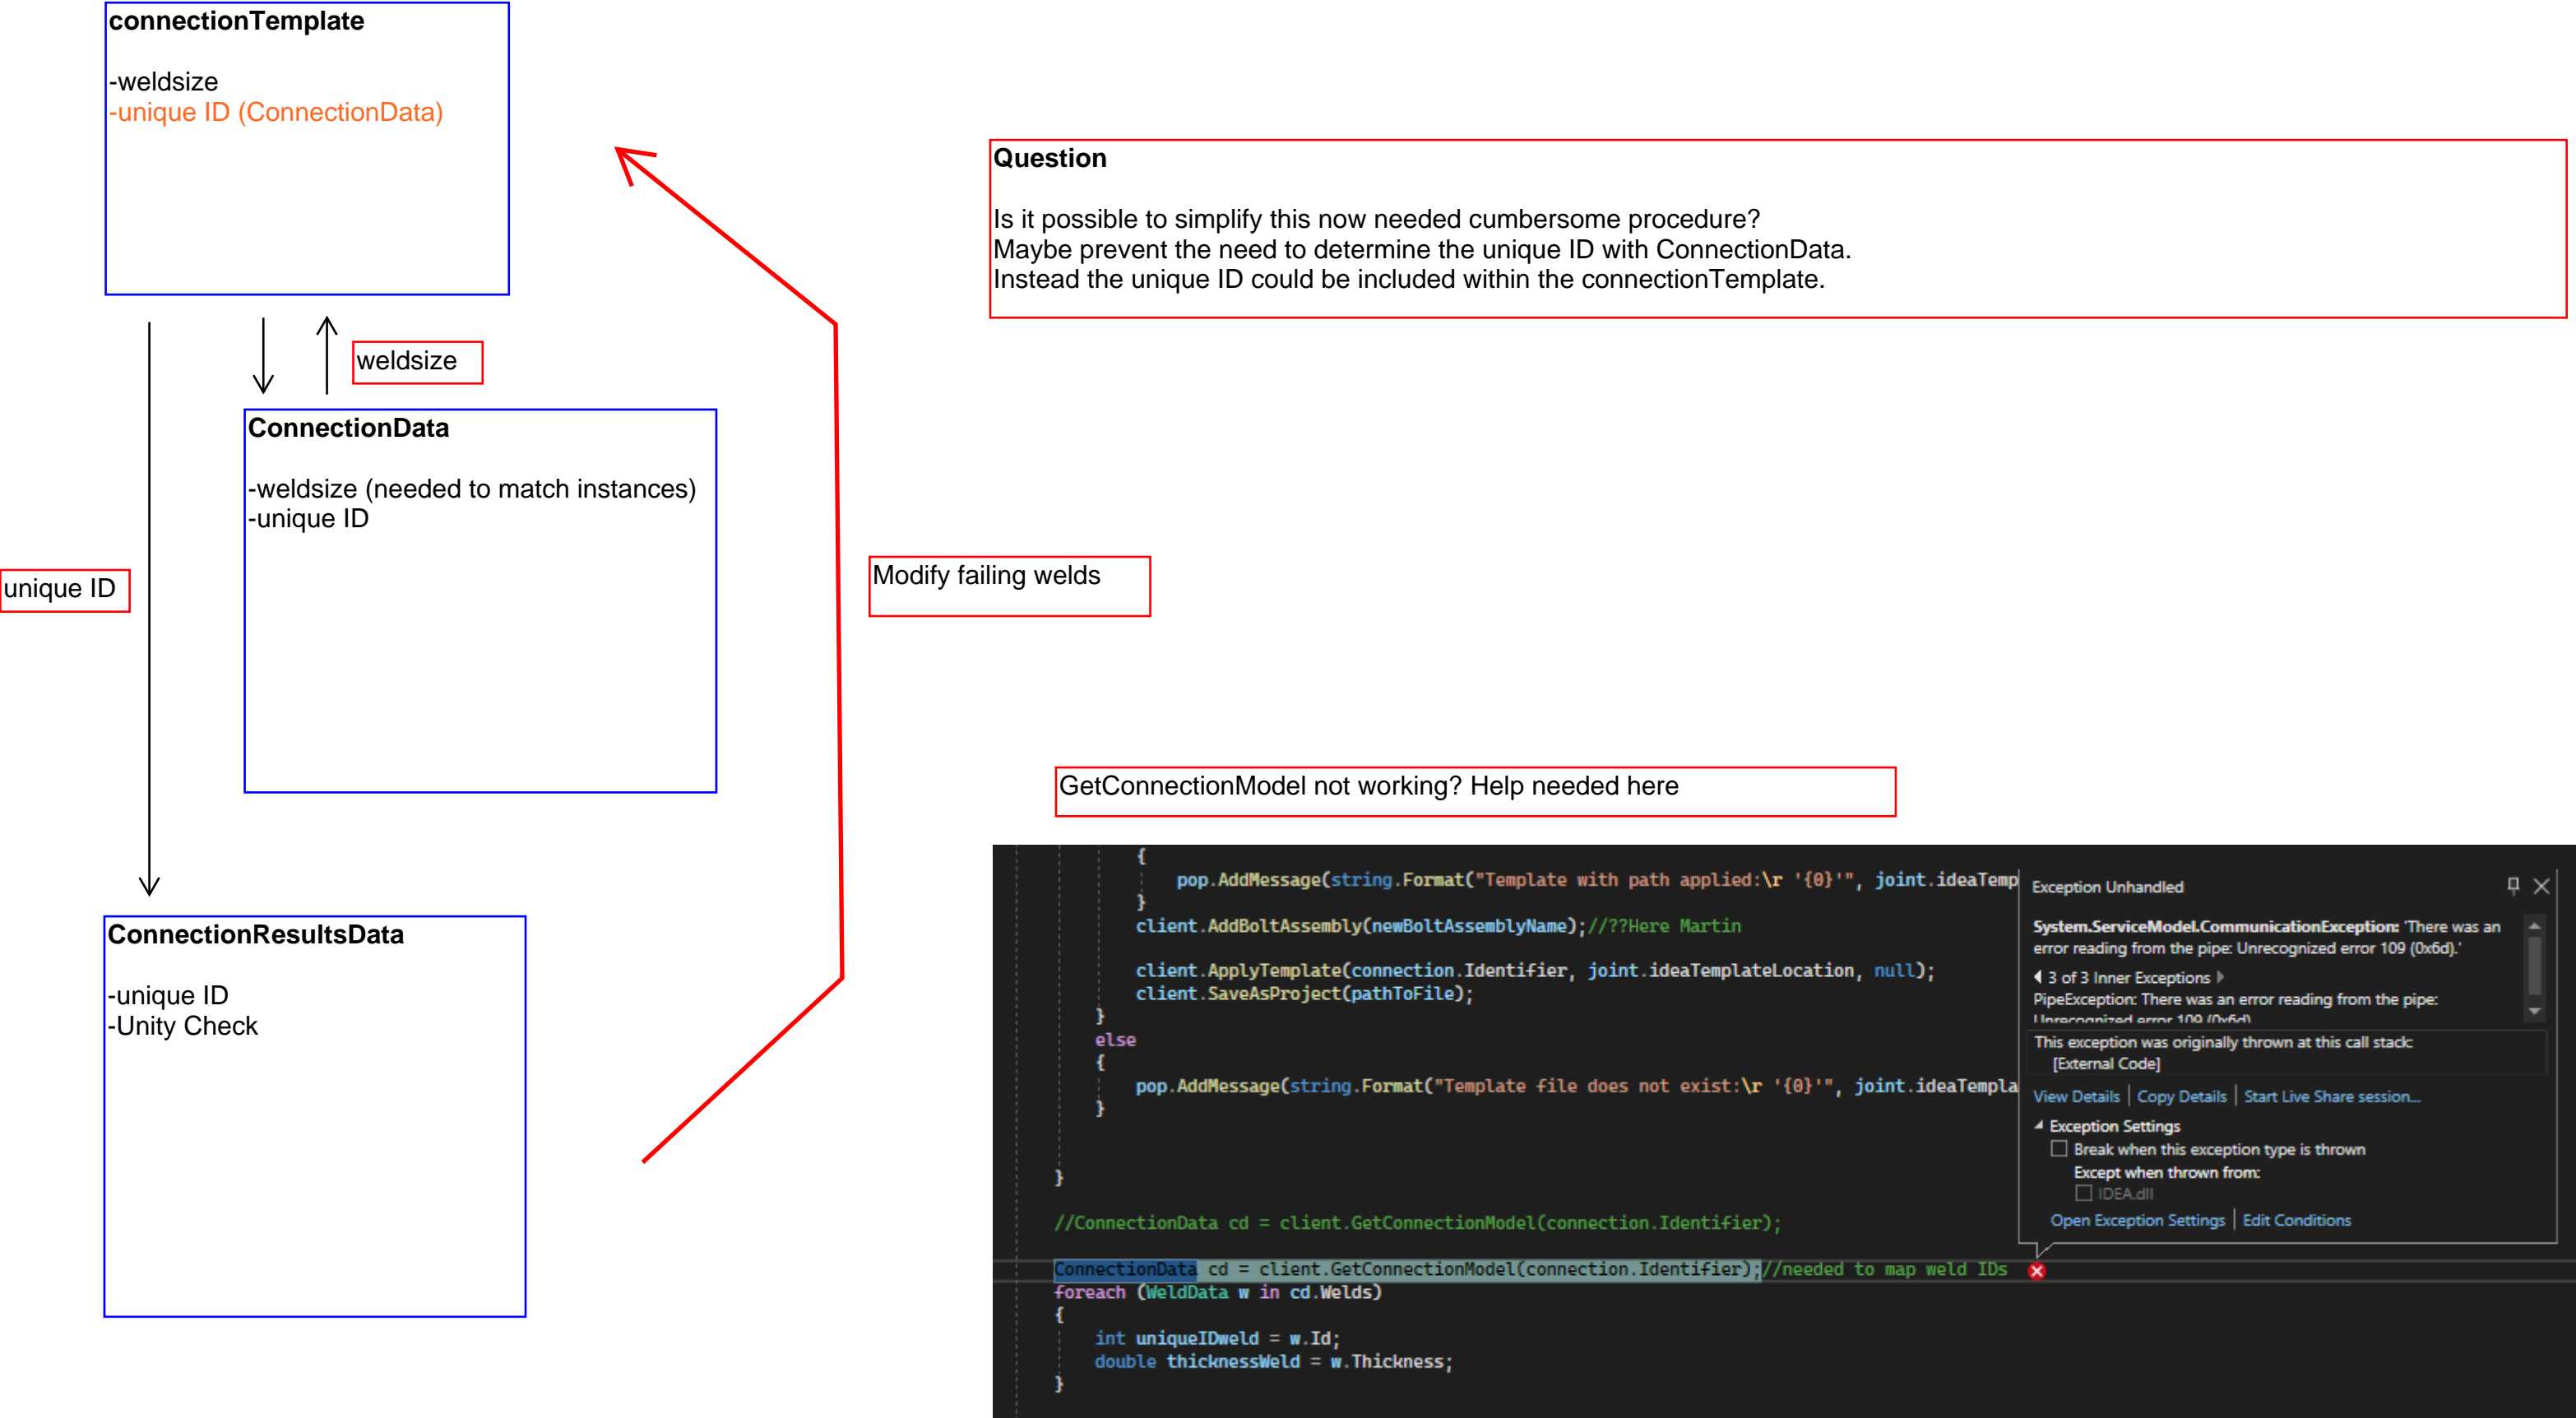 connectionTemplate
-weldsize
-unique ID (ConnectionData)
Question
Is it possible to simplify this now needed cumbersome procedure?
Maybe prevent the need to determine the unique ID with ConnectionData.
Instead the unique ID could be included within the connectionTemplate.
weldsize
ConnectionData
-weldsize (needed to match instances)
-unique ID
unique ID
Modify failing welds
GetConnectionModel not working? Help needed here
ConnectionResultsData
-unique ID
-Unity Check
{
pop.AddMessage(string.Format("Template with path applied:\r '{0}'", joint.ideaTemp
}
client.AddBoltAssembly(newBoltAssemblyName);//??Here Martin
client.ApplyTemplate(connection.Identifier, joint.ideaTemplateLocation, null);
client.SaveAsProject(pathToFile);
}
else
{
pop.AddMessage(string.Format("Template file does not exist:\r '{0}'", joint.ideaTempla
}
}
//ConnectionData cd = client.GetConnectionModel(connection.Identifier);
ConnectionData cd = client.GetConnectionModel(connection.Identifier);//needed to map weld IDs
foreach (WeldData w in cd.Welds)
{
int uniqueIDweld = w.Id;
double thicknessWeld = w.Thickness;
}
Exception Unhandled
System.ServiceModel.CommunicationException: 'There was an
error reading from the pipe: Unrecognized error 109 (0x6d).'
3 of 3 Inner Exceptions
PipeException: There was an error reading from the pipe:
Unrecognized error 109 (0x6d)
This exception was originally thrown at this call stack:
[External Code]
View Details | Copy Details | Start Live Share session...
Exception Settings
Break when this exception type is thrown
Except when thrown from:
IDEA.dll
Open Exception Settings | Edit Conditions